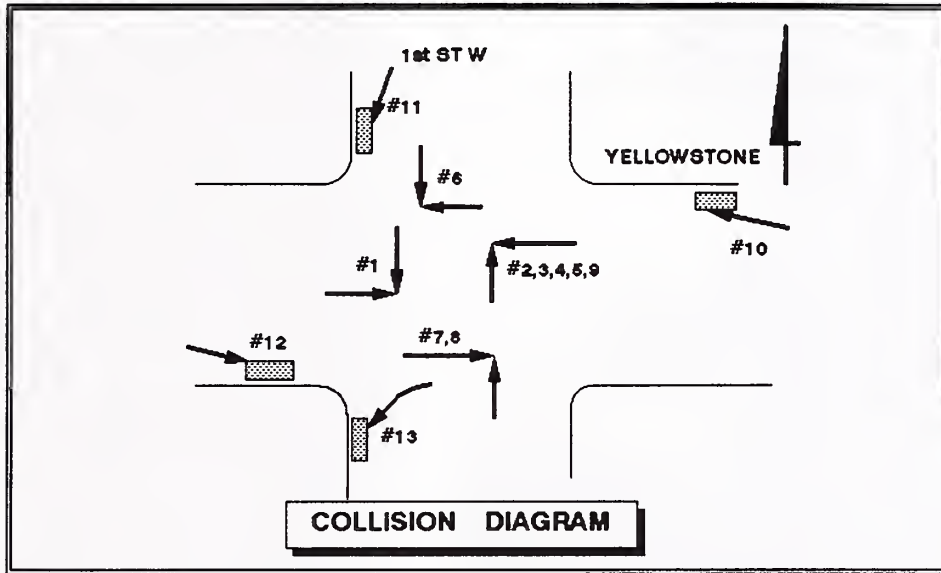 1st ST W
#11
YELLOWSTONE
#6
#10
#1
#2,3,4,5,9
#12
#7,8
#13
COLLISION DIAGRAM